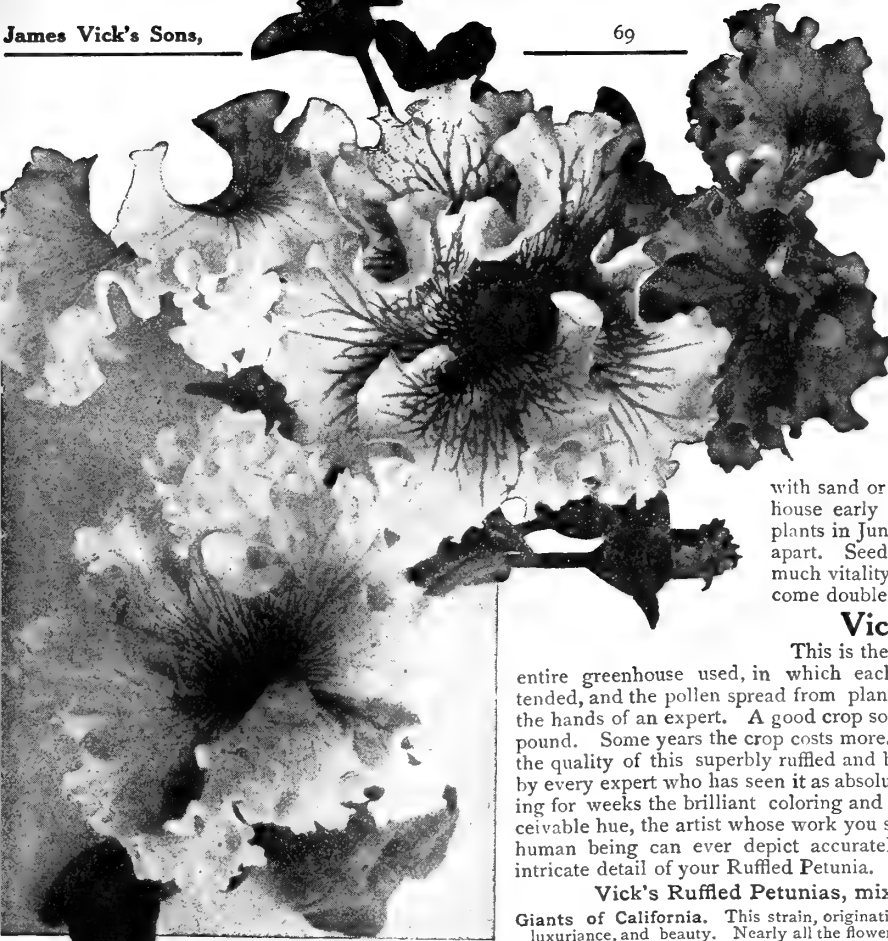 James Vick's Sons,
69
with sand or
house early
plants in Jun
apart. Seed
much vitality
come double
Vic
This is the
entire greenhouse used, in which each
tended, and the pollen spread from plan
the hands of an expert. A good crop so
pound. Some years the crop costs more,
the quality of this superbly ruffled and b
by every expert who has seen it as absolu
ing for weeks the brilliant coloring and
ceivable hue, the artist whose work you s
human being can ever depict accuratel
intricate detail of your Ruffled Petunia.
Vick's Ruffled Petunias, mix
Giants of California. This strain, originati
luxuriance, and beauty. Nearly all the flower